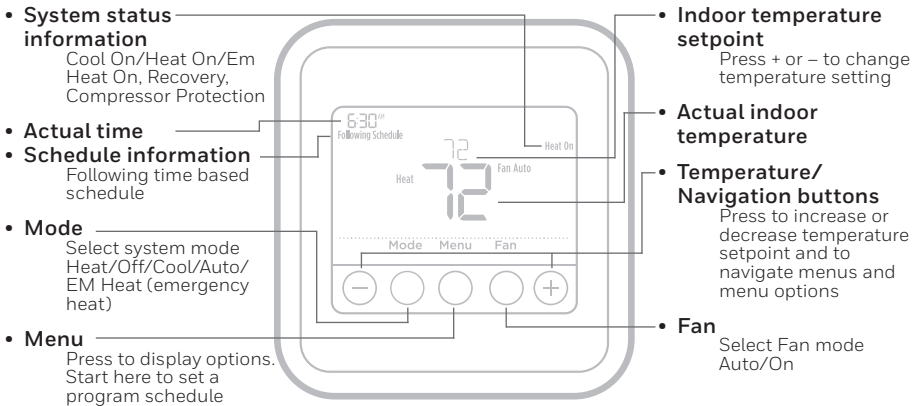 • System status
information
Cool On/Heat On/Em
Heat On, Recovery,
Compressor Protection
• Actual time
• Schedule information
Following time based
schedule
• Mode
Select system mode
Heat/Off/Cool/Auto/
EM Heat (emergency
heat)
• Menu
Press to display options.
Start here to set a
program schedule
6:30 AM
Following Schedule
72
Heat On
Heat
72
Fan Auto
Mode Menu Fan
− +
• Indoor temperature
setpoint
Press + or – to change
temperature setting
• Actual indoor
temperature
• Temperature/
Navigation buttons
Press to increase or
decrease temperature
setpoint and to
navigate menus and
menu options
• Fan
Select Fan mode
Auto/On